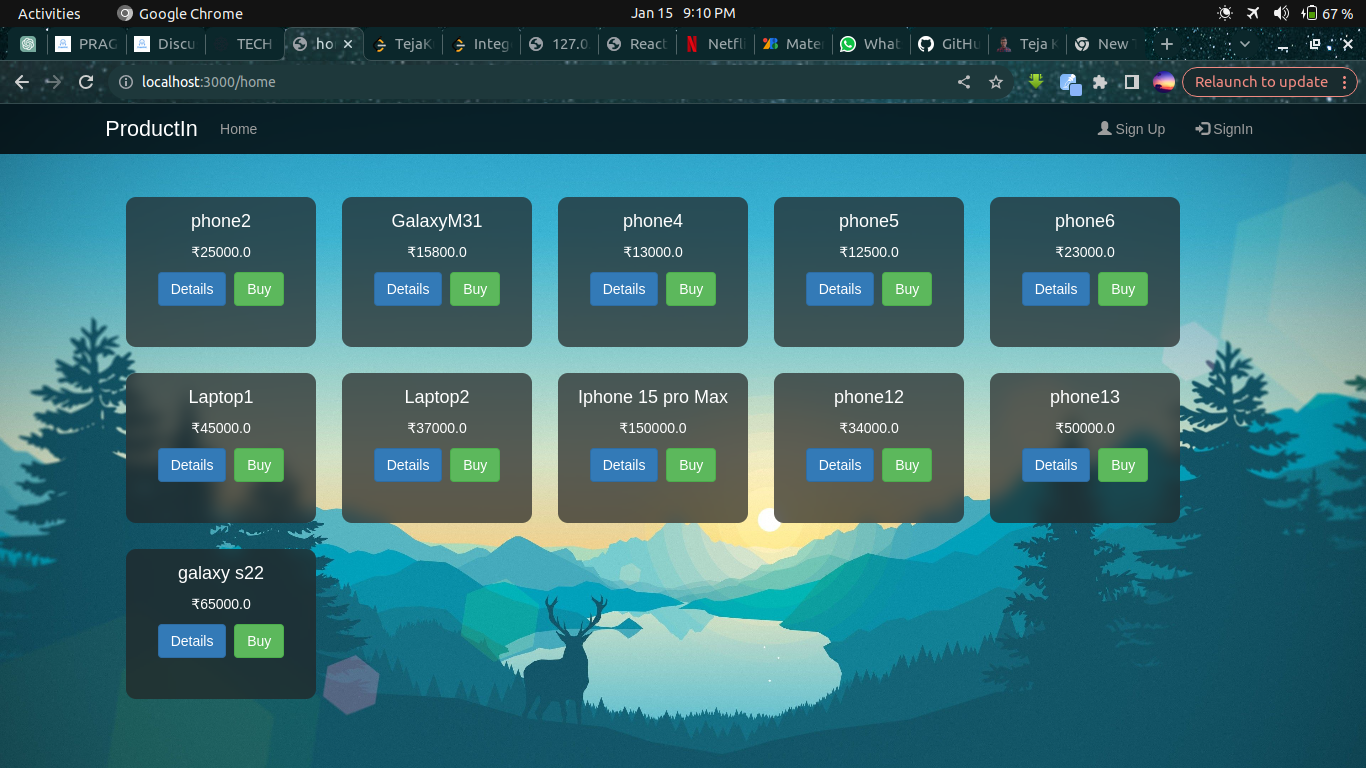 Activities Google Chrome Jan 15 9:10 PM 67 %
PRAG Discu TECH ho TejaK Integ 127.0 React Netfli Mate What GitHu Teja K New
localhost:3000/home Relaunch to update
ProductIn Home Sign Up SignIn
phone2 GalaxyM31 phone4 phone5 phone6
₹25000.0 ₹15800.0 ₹13000.0 ₹12500.0 ₹23000.0
Details Buy Details Buy Details Buy Details Buy Details Buy
Laptop1 Laptop2 Iphone 15 pro Max phone12 phone13
₹45000.0 ₹37000.0 ₹150000.0 ₹34000.0 ₹50000.0
Details Buy Details Buy Details Buy Details Buy Details Buy
galaxy s22
₹65000.0
Details Buy